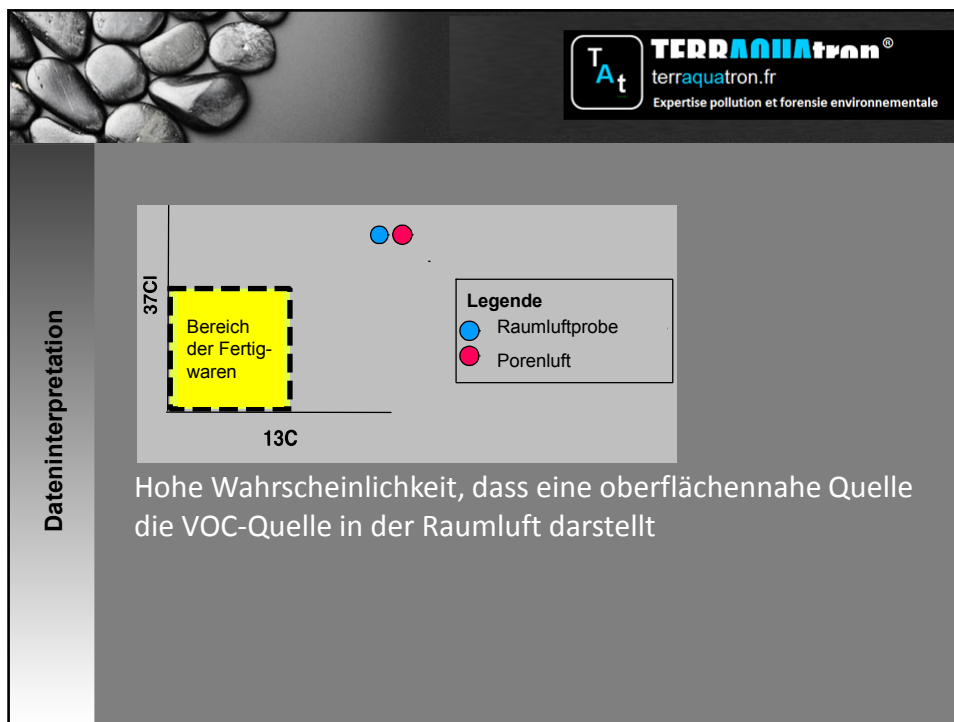 T
A
t
TERRAQUAtron®
terraquatron.fr
Expertise pollution et forensie environnementale
Dateninterpretation
37Cl
Bereich
der Fertig-
waren
13C
Legende
Raumluftprobe
Porenluft
Hohe Wahrscheinlichkeit, dass eine oberflächennahe Quelle
die VOC-Quelle in der Raumluft darstellt